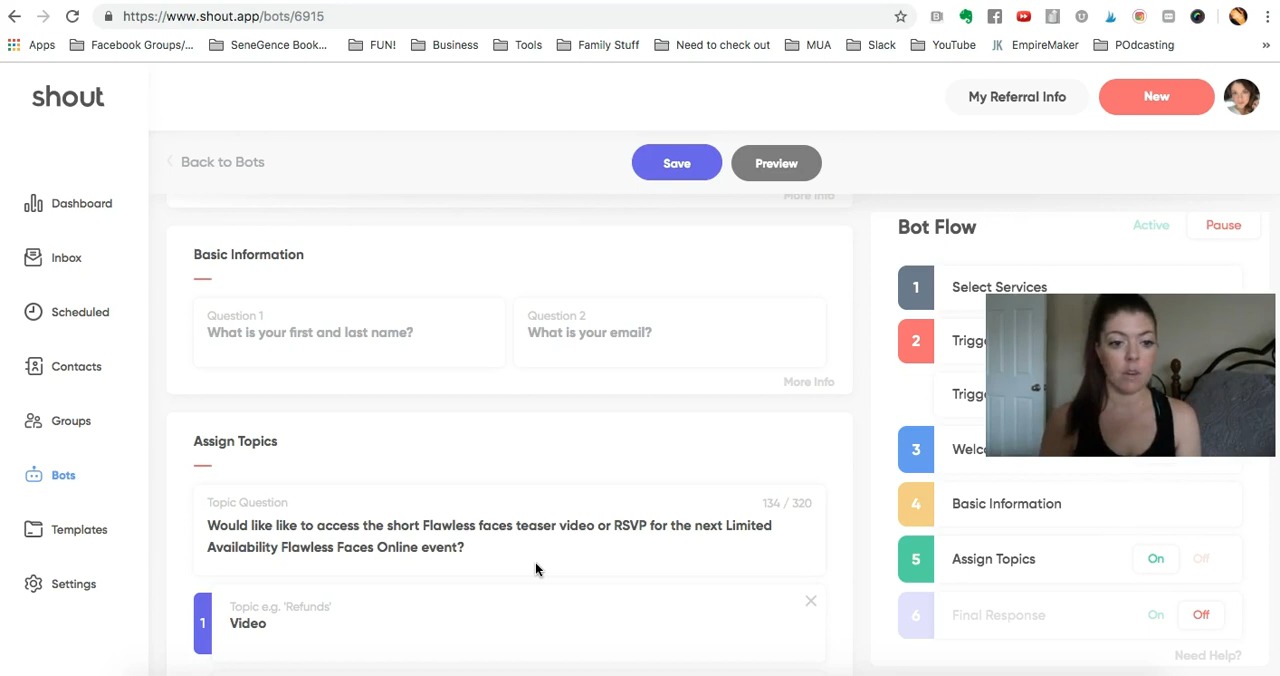 https://www.shout.app/bots/6915
Apps Facebook Groups/... SeneGence Book... FUN! Business Tools Family Stuff Need to check out MUA Slack YouTube JK EmpireMaker POdcasting »
shout
My Referral Info New
Back to Bots Save Preview
Dashboard
Inbox
Scheduled
Contacts
Groups
Bots
Templates
Settings
More Info
Basic Information
Question 1
What is your first and last name?
Question 2
What is your email?
More Info
Assign Topics
Topic Question 134 / 320
Would like like to access the short Flawless faces teaser video or RSVP for the next Limited
Availability Flawless Faces Online event?
1 Topic e.g. 'Refunds'
Video
Bot Flow Active Pause
1 Select Services
2 Trigg
Trigg
3 Welc
4 Basic Information
5 Assign Topics On Off
6 Final Response On Off
Need Help?